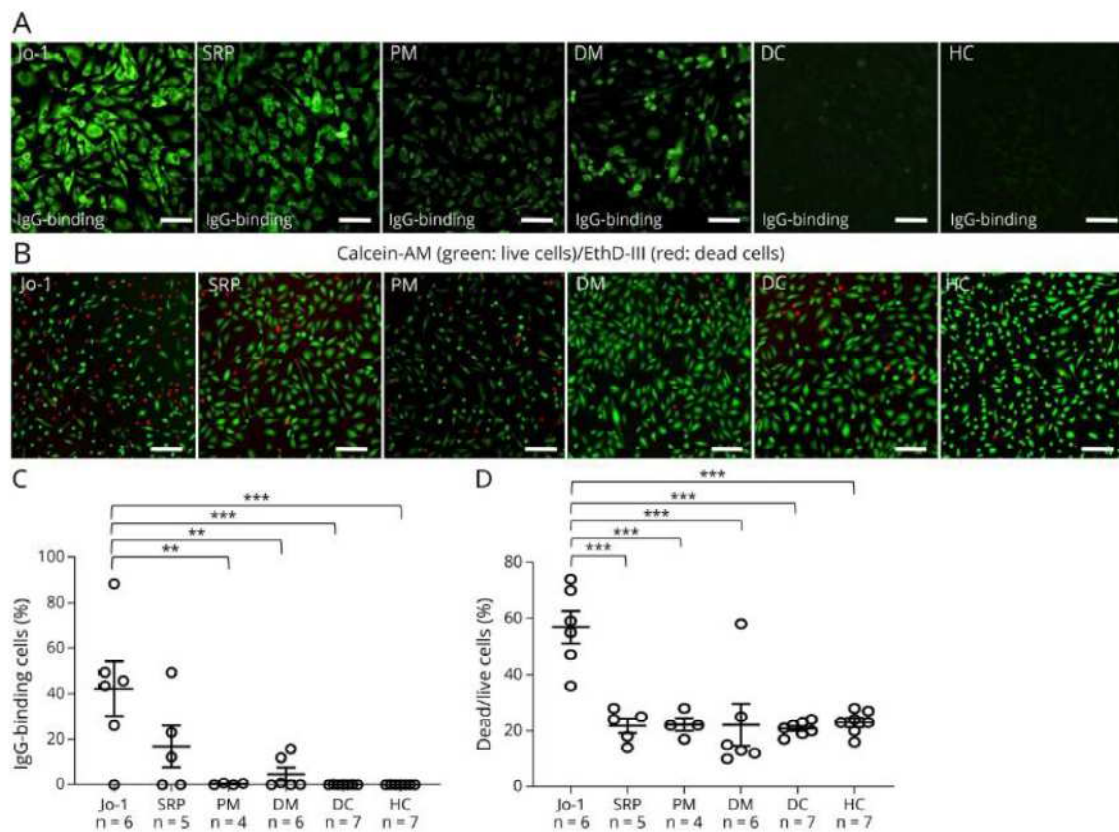 A
Jo-1 SRP PM DM DC HC
IgG-binding IgG-binding IgG-binding IgG-binding IgG-binding IgG-binding
B
Calcein-AM (green: live cells)/EthD-III (red: dead cells)
Jo-1 SRP PM DM DC HC
C
***
***
**
**
IgG-binding cells (%)
100
80
60
40
20
0
Jo-1 SRP PM DM DC HC
n = 6 n = 5 n = 4 n = 6 n = 7 n = 7
D
***
***
***
***
***
Dead/live cells (%)
80
60
40
20
0
Jo-1 SRP PM DM DC HC
n = 6 n = 5 n = 4 n = 6 n = 7 n = 7